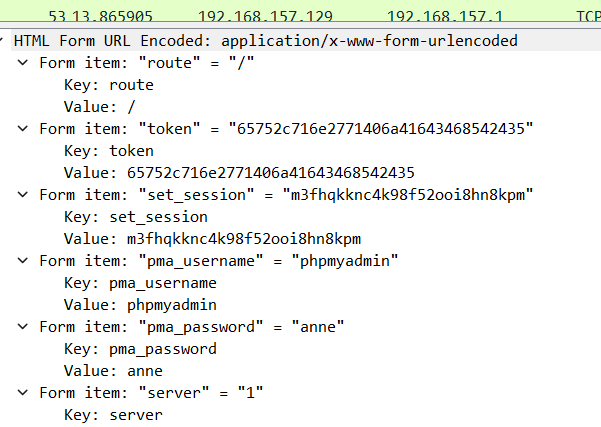 53 13.865905 192.168.157.129 192.168.157.1 TCP
HTML Form URL Encoded: application/x-www-form-urlencoded
Form item: "route" = "/"
Key: route
Value: /
Form item: "token" = "65752c716e2771406a41643468542435"
Key: token
Value: 65752c716e2771406a41643468542435
Form item: "set_session" = "m3fhqkknc4k98f52ooi8hn8kpm"
Key: set_session
Value: m3fhqkknc4k98f52ooi8hn8kpm
Form item: "pma_username" = "phpmyadmin"
Key: pma_username
Value: phpmyadmin
Form item: "pma_password" = "anne"
Key: pma_password
Value: anne
Form item: "server" = "1"
Key: server